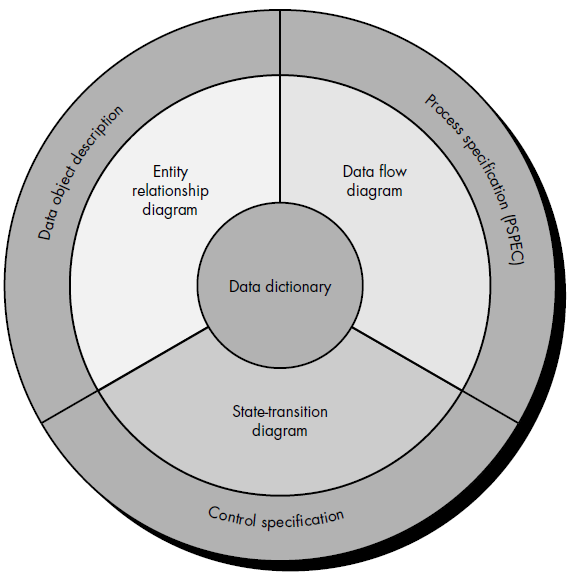 Data object description
Process specification (PSPEC)
Entity
relationship
diagram
Data flow
diagram
Data dictionary
State-transition
diagram
Control specification